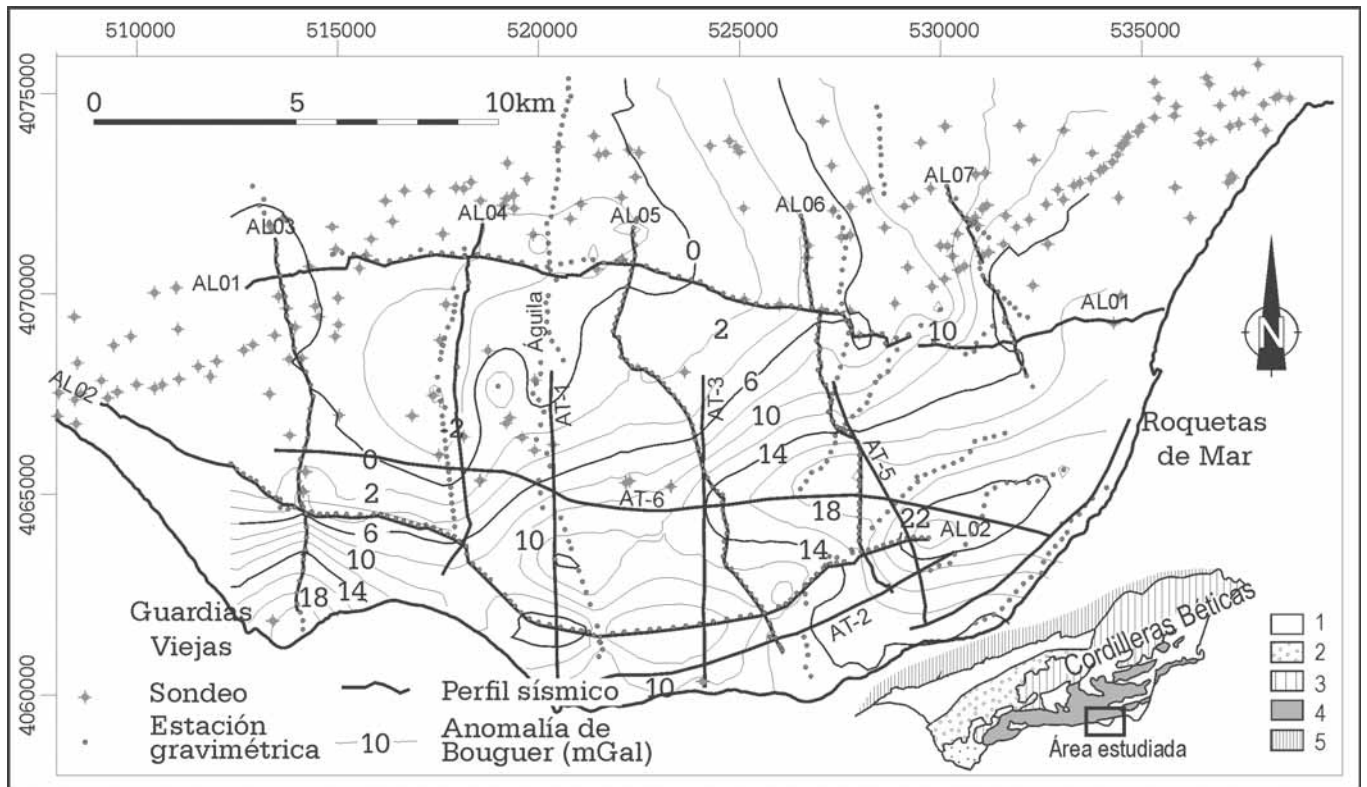 510000
515000
520000
525000
530000
535000
4075000
4070000
4065000
4060000
0
5
10km
AL03
AL04
AL05
AL06
AL07
AL01
AL01
AL02
AL02
Águila
AT-1
AT-3
AT-5
AT-6
AT-2
0
2
10
6
10
14
2
0
2
6
10
14
18
10
14
18
22
10
N
Roquetas
de Mar
Guardias
Viejas
Sondeo
Estación
gravimétrica
Perfil sísmico
10
Anomalía de
Bouguer (mGal)
Cordilleras Béticas
Área estudiada
1
2
3
4
5